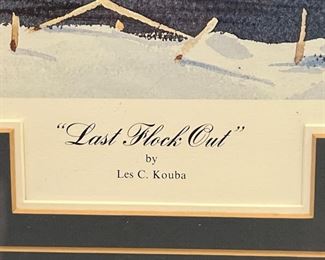 "Last Flock Out"
by
Les C. Kouba